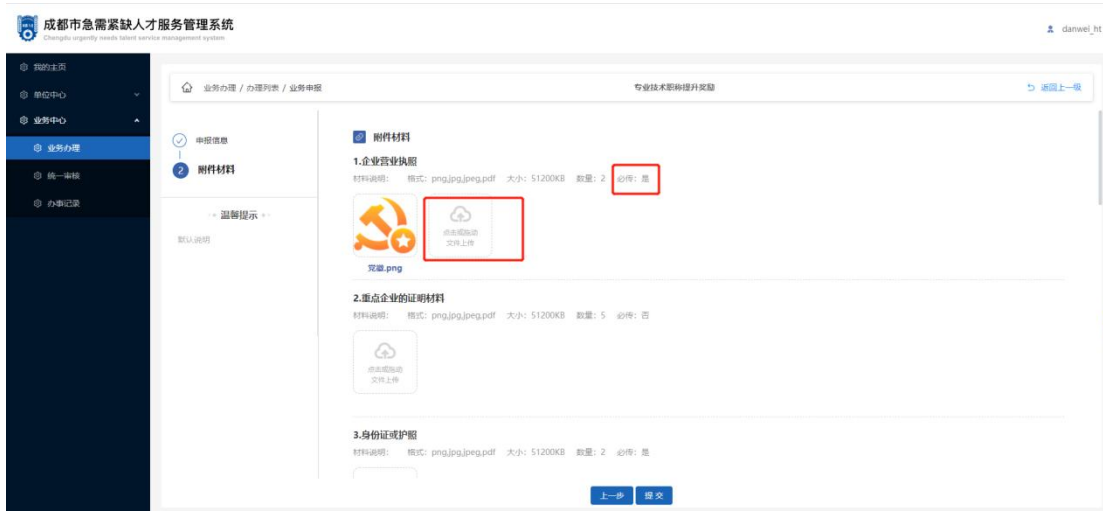 成都市急需紧缺人才服务管理系统
Chengdu urgently needs talent service management system
danwei_ht
我的主页
单位中心
业务中心
业务办理
统一审核
办事记录
业务办理 / 办理列表 / 业务申报
专业技术职称提升奖励
返回上一级
申报信息
2 附件材料
温馨提示
默认说明
附件材料
1.企业营业执照
材料说明: 格式: png,jpg,jpeg,pdf 大小: 51200KB 数量: 2 必传: 是
点击或拖动
文件上传
党徽.png
2.重点企业的证明材料
材料说明: 格式: png,jpg,jpeg,pdf 大小: 51200KB 数量: 5 必传: 否
点击或拖动
文件上传
3.身份证或护照
材料说明: 格式: png,jpg,jpeg,pdf 大小: 51200KB 数量: 2 必传: 是
上一步
提交